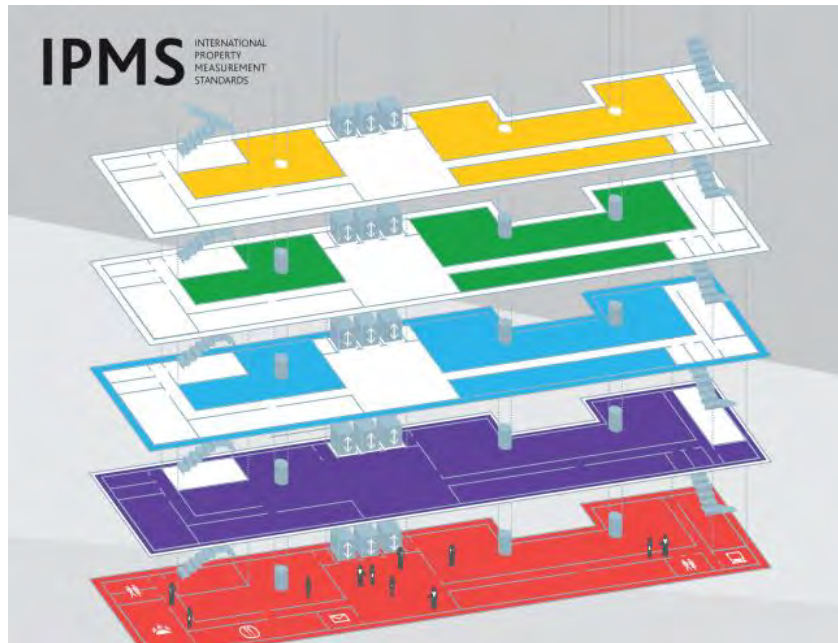 IPMS
INTERNATIONAL
PROPERTY
MEASUREMENT
STANDARDS